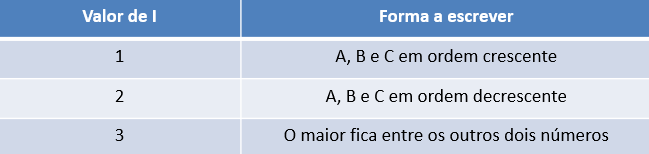 Valor de I Forma a escrever
1 A, B e C em ordem crescente
2 A, B e C em ordem decrescente
3 O maior fica entre os outros dois números